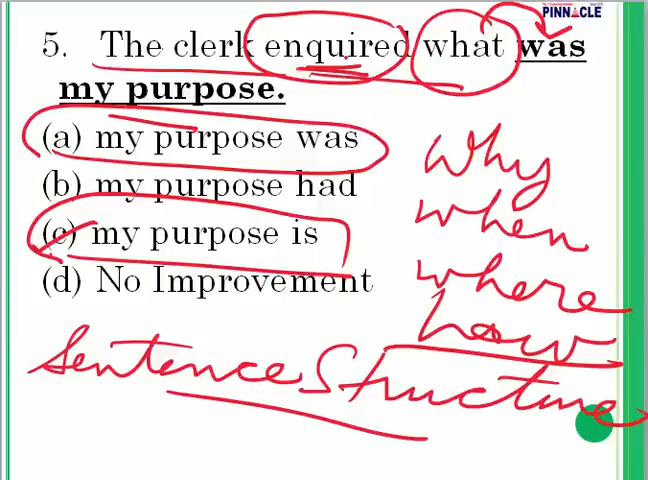 PINNACLE
5. The clerk enquired what was
my purpose.
(a) my purpose was
(b) my purpose had
(c) my purpose is
(d) No Improvement
why
when
where
how
Sentence Structure